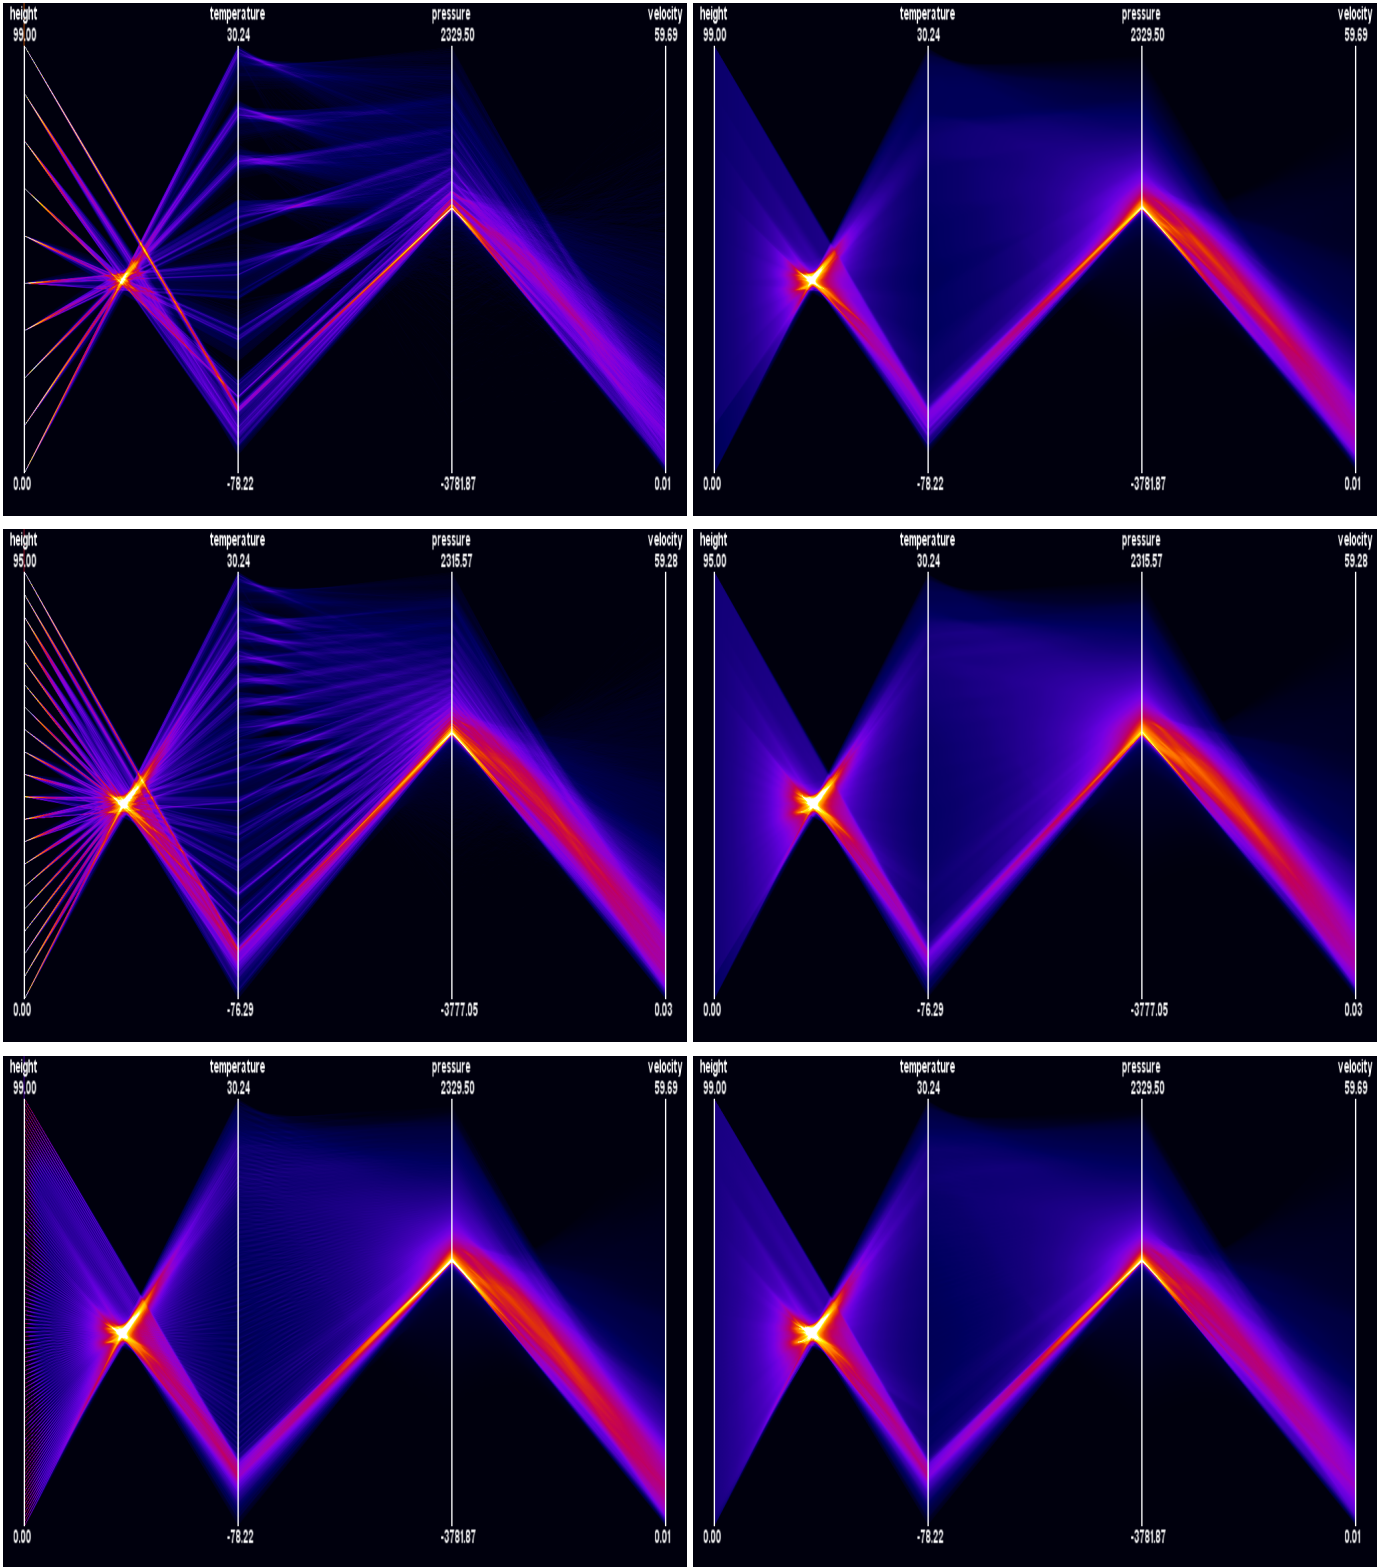 height temperature pressure velocity
99.00 30.24 2329.50 59.69
0.00 -78.22 -3781.87 0.01
height temperature pressure velocity
99.00 30.24 2329.50 59.69
0.00 -78.22 -3781.87 0.01
height temperature pressure velocity
95.00 30.24 2315.57 59.28
0.00 -76.29 -3777.05 0.03
height temperature pressure velocity
95.00 30.24 2315.57 59.28
0.00 -76.29 -3777.05 0.03
height temperature pressure velocity
99.00 30.24 2329.50 59.69
0.00 -78.22 -3781.87 0.01
height temperature pressure velocity
99.00 30.24 2329.50 59.69
0.00 -78.22 -3781.87 0.01